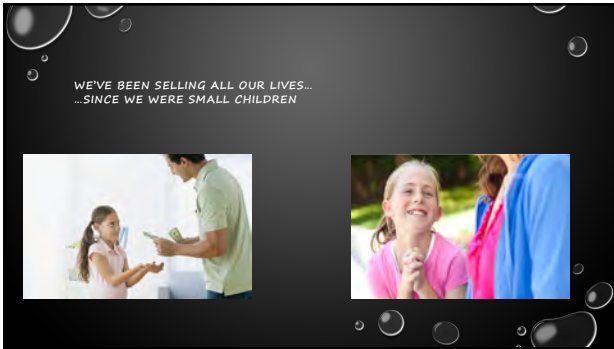 WE'VE BEEN SELLING ALL OUR LIVES…
…SINCE WE WERE SMALL CHILDREN